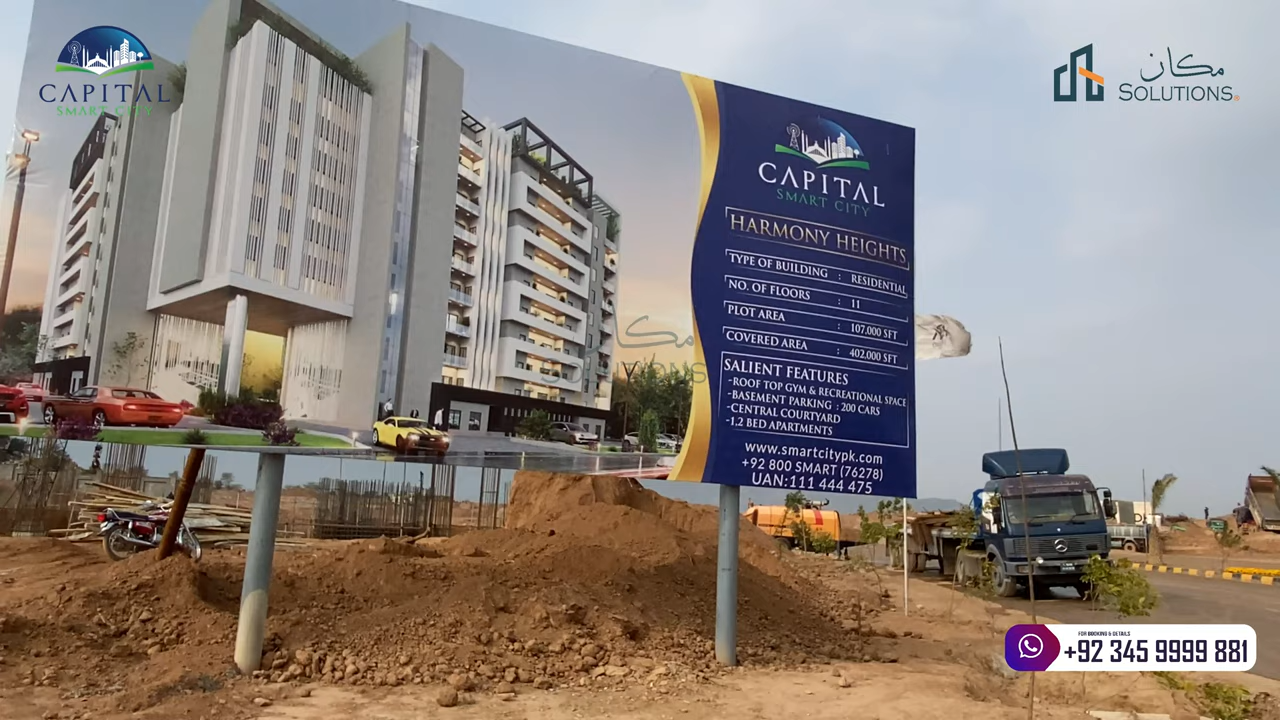 CAPITAL
SMART CITY
مكان
SOLUTIONS
CAPITAL
SMART CITY
HARMONY HEIGHTS
TYPE OF BUILDING : RESIDENTIAL
NO. OF FLOORS : 11
PLOT AREA : 107.000 SFT
COVERED AREA : 402.000 SFT
SALIENT FEATURES
-ROOF TOP GYM & RECREATIONAL SPACE
-BASEMENT PARKING : 200 CARS
-CENTRAL COURTYARD
-1,2 BED APARTMENTS
www.smartcitypk.com
+92 800 SMART (76278)
UAN:111 444 475
مكان
SOLUTIONS
FOR BOOKING & DETAILS
+92 345 9999 881